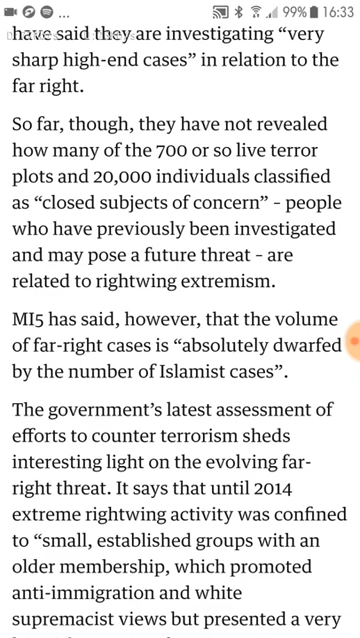 ... 99% 16:33
have said they are investigating “very
sharp high-end cases” in relation to the
far right.
So far, though, they have not revealed
how many of the 700 or so live terror
plots and 20,000 individuals classified
as “closed subjects of concern” – people
who have previously been investigated
and may pose a future threat – are
related to rightwing extremism.
MI5 has said, however, that the volume
of far-right cases is “absolutely dwarfed
by the number of Islamist cases”.
The government’s latest assessment of
efforts to counter terrorism sheds
interesting light on the evolving far-
right threat. It says that until 2014
extreme rightwing activity was confined
to “small, established groups with an
older membership, which promoted
anti-immigration and white
supremacist views but presented a very